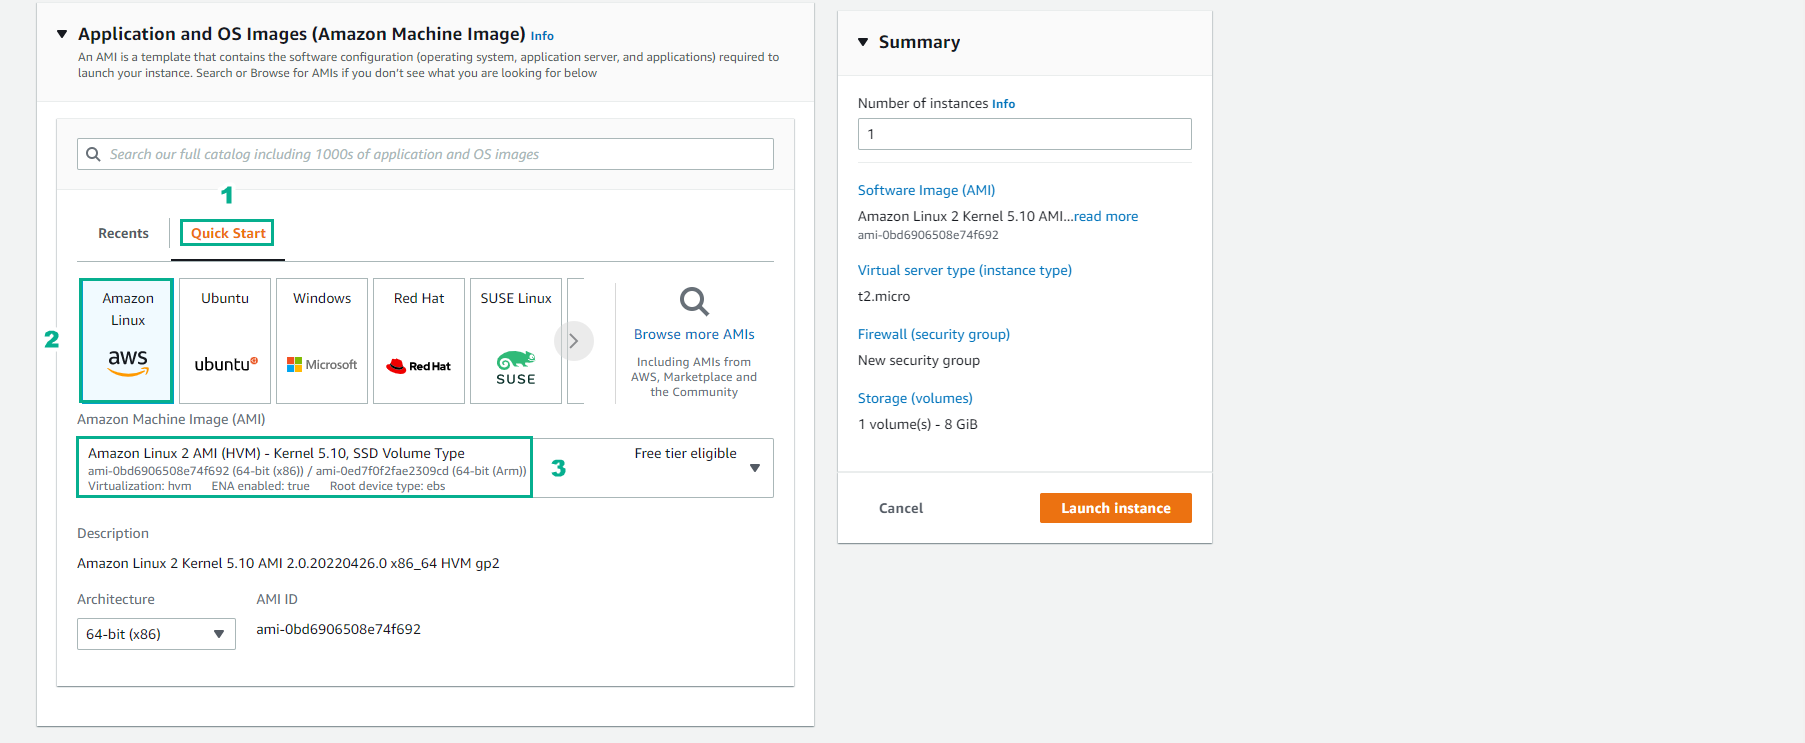 Application and OS Images (Amazon Machine Image) Info
An AMI is a template that contains the software configuration (operating system, application server, and applications) required to
launch your instance. Search or Browse for AMIs if you don't see what you are looking for below
Search our full catalog including 1000s of application and OS images
1
Recents
Quick Start
2
Amazon
Linux
aws
Ubuntu
ubuntu
Windows
Microsoft
Red Hat
Red Hat
SUSE Linux
SUSE
Browse more AMIs
Including AMIs from
AWS, Marketplace and
the Community
Amazon Machine Image (AMI)
Amazon Linux 2 AMI (HVM) - Kernel 5.10, SSD Volume Type
ami-0bd6906508e74f692 (64-bit (x86)) / ami-0ed7f0f2fae2309cd (64-bit (Arm))
Virtualization: hvm ENA enabled: true Root device type: ebs
3
Free tier eligible
Description
Amazon Linux 2 Kernel 5.10 AMI 2.0.20220426.0 x86_64 HVM gp2
Architecture
64-bit (x86)
AMI ID
ami-0bd6906508e74f692
Summary
Number of instances Info
1
Software Image (AMI)
Amazon Linux 2 Kernel 5.10 AMI...read more
ami-0bd6906508e74f692
Virtual server type (instance type)
t2.micro
Firewall (security group)
New security group
Storage (volumes)
1 volume(s) - 8 GiB
Cancel
Launch instance